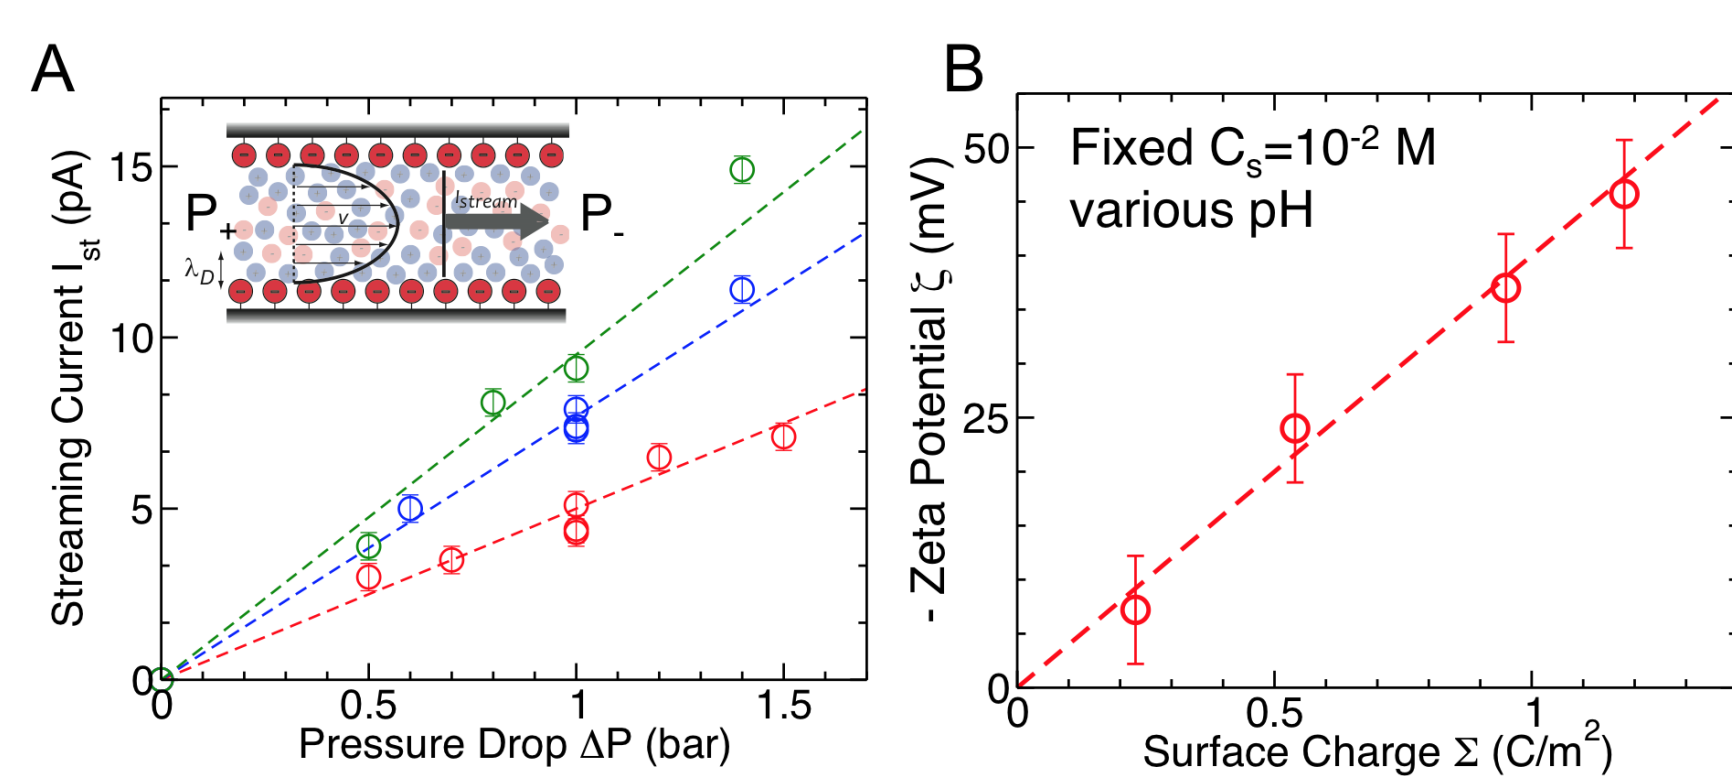 A
Streaming Current I_st (pA)
15
10
5
0
0
0.5
1
1.5
Pressure Drop ΔP (bar)
P+
P-
λD
v
Istream
B
Fixed Cs=10-2 M
various pH
- Zeta Potential ζ (mV)
50
25
0
0
0.5
1
Surface Charge Σ (C/m2)